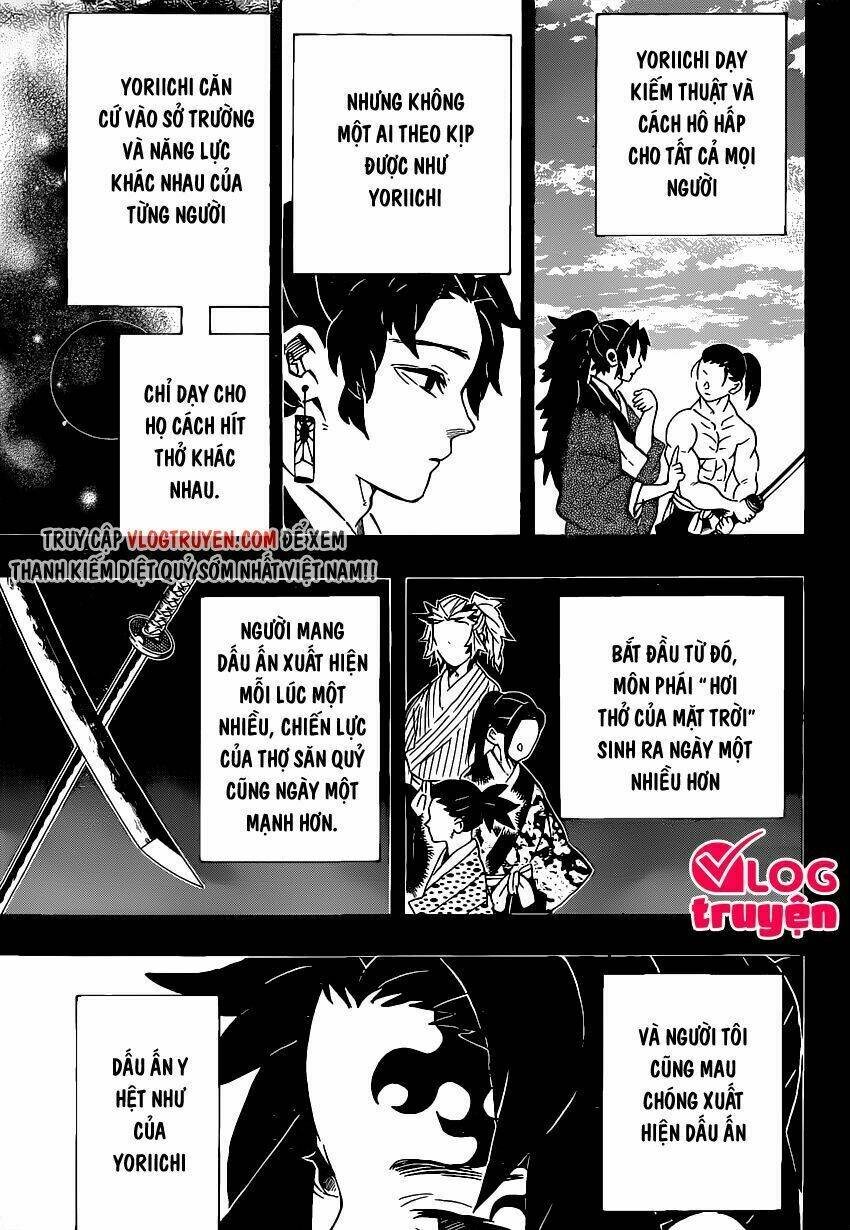 YORIICHI DẠY
KIẾM THUẬT VÀ
CÁCH HÔ HẤP
CHO TẤT CẢ MỌI
NGƯỜI
NHƯNG KHÔNG
MỘT AI THEO KỊP
ĐƯỢC NHƯ
YORIICHI
YORIICHI CĂN
CỨ VÀO SỞ TRƯỜNG
VÀ NĂNG LỰC
KHÁC NHAU CỦA
TỪNG NGƯỜI
CHỈ DẠY CHO
HỌ CÁCH HÍT
THỞ KHÁC
NHAU.
TRUY CẬP VLOGTRUYEN.COM ĐỂ XEM
THANH KIẾM DIỆT QUỶ SỚM NHẤT VIỆT NAM!!
BẮT ĐẦU TỪ ĐÓ,
MÔN PHÁI “HƠI
THỞ CỦA MẶT TRỜI”
SINH RA NGÀY MỘT
NHIỀU HƠN
NGƯỜI MANG
DẤU ẤN XUẤT HIỆN
MỖI LÚC MỘT
NHIỀU, CHIẾN LỰC
CỦA THỢ SĂN QUỶ
CŨNG NGÀY MỘT
MẠNH HƠN.
VLOG
truyện
VÀ NGƯỜI TÔI
CŨNG MAU
CHÓNG XUẤT
HIỆN DẤU ẤN
DẤU ẤN Y
HỆT NHƯ
CỦA
YORIICHI